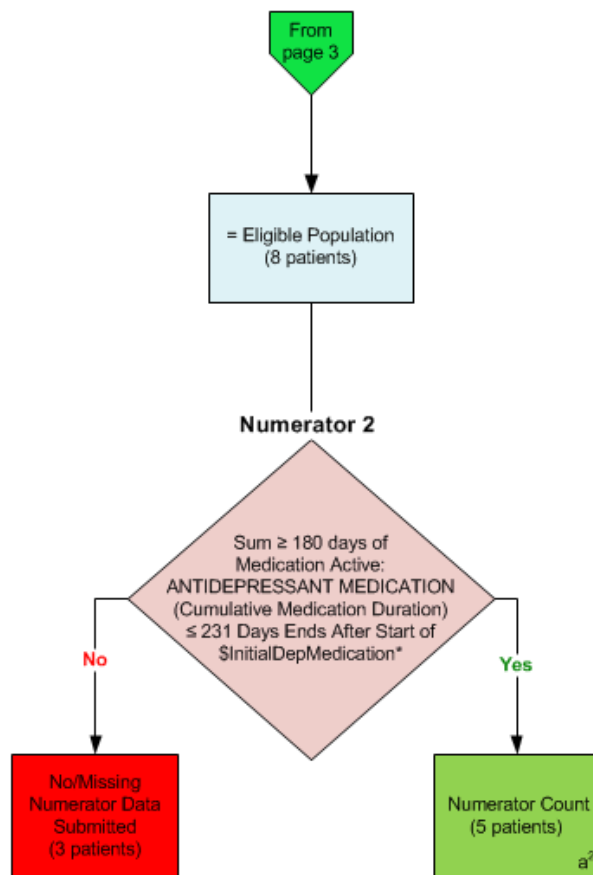 From
page 3
= Eligible Population
(8 patients)
Numerator 2
Sum ≥ 180 days of
Medication Active:
ANTIDEPRESSANT MEDICATION
(Cumulative Medication Duration)
≤ 231 Days Ends After Start of
$InitialDepMedication*
No
Yes
No/Missing
Numerator Data
Submitted
(3 patients)
Numerator Count
(5 patients)
a²